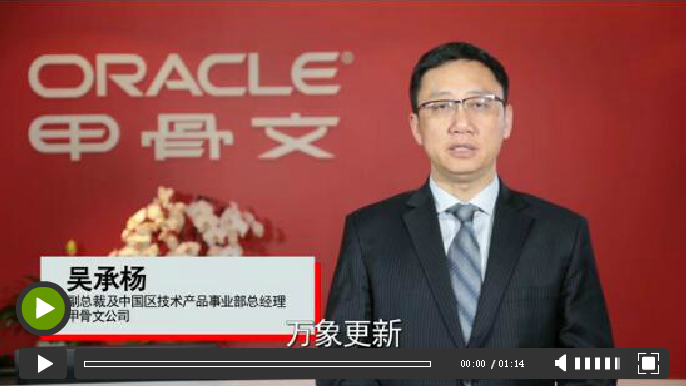 ORACLE®
甲骨文
吴承杨
副总裁及中国区技术产品事业部总经理
甲骨文公司
万象更新
00:00 / 01:14